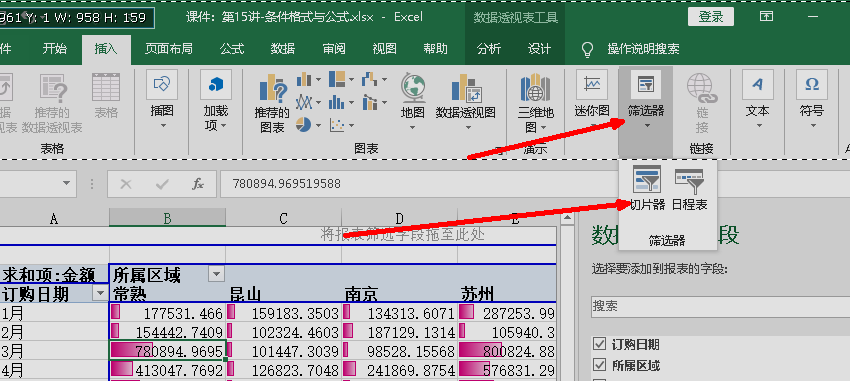 961 Y: 1 W: 958 H: 159
课件: 第15讲-条件格式与公式.xlsx - Excel
数据透视表工具
登录
件 开始 插入 页面布局 公式 数据 审阅 视图 帮助 分析 设计 操作说明搜索
推荐的
数据透视表
表格
插图
加载
项
推荐的
图表
地图
数据透视图
三维地
图
迷你图
筛选器
链
接
文本
符号
表格 图表 演示 链接
780894.969519588
切片器 日程表
筛选器
A B C D E
将报表筛选字段拖至此处
求和项:金额 所属区域
订购日期 常熟 昆山 南京 苏州
1月 177531.466 159183.3503 134313.6071 287253.99
2月 154442.7409 102324.4603 187129.1314 105940.3
3月 780894.9695 101447.3039 98528.15568 800824.88
4月 413047.7692 126823.7048 241869.8754 576831.29
数 段
选择要添加到报表的字段:
搜索
订购日期
所属区域